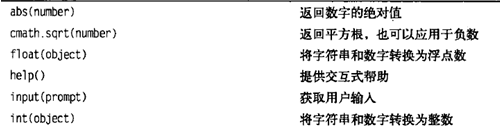 abs(number) 返回数字的绝对值
cmath.sqrt(number) 返回平方根，也可以应用于负数
float(object) 将字符串和数字转换为浮点数
help() 提供交互式帮助
input(prompt) 获取用户输入
int(object) 将字符串和数字转换为整数